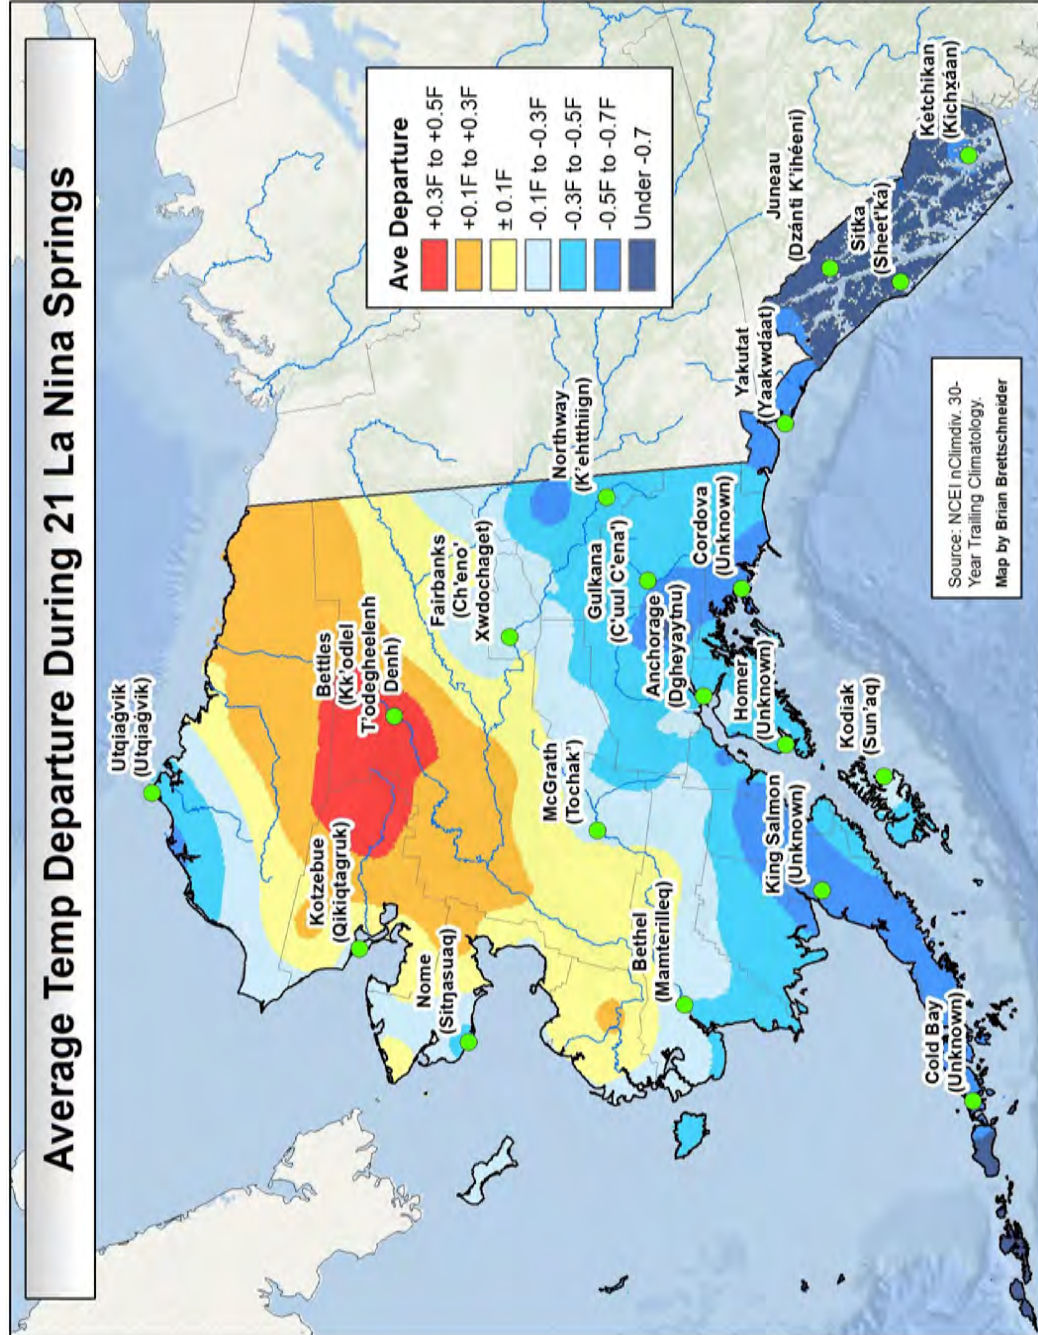 Average Temp Departure During 21 La Nina Springs
Utqiaġvik
(Utqiaġvik)
Kotzebue
(Qikiqtagruk)
Bettles
(Kk'odlel
T'odegheelenh
Denh)
Nome
(Sitŋasuaq)
Fairbanks
(Ch'eno'
Xwdochaget)
McGrath
(Tochak')
Northway
(K'ehtthiign)
Gulkana
(C'uul C'ena')
Bethel
(Mamterilleq)
Anchorage
(Dgheyaytnu)
Cordova
(Unknown)
Homer
(Unknown)
King Salmon
(Unknown)
Kodiak
(Sun'aq)
Cold Bay
(Unknown)
Yakutat
(Yaakwdáat)
Juneau
(Dzánti K'ihéeni)
Sitka
(Sheet'ká)
Ketchikan
(Kichx̱áan)
Ave Departure
+0.3F to +0.5F
+0.1F to +0.3F
± 0.1F
-0.1F to -0.3F
-0.3F to -0.5F
-0.5F to -0.7F
Under -0.7
Source: NCEI nClimdiv. 30-
Year Trailing Climatology.
Map by Brian Brettschneider